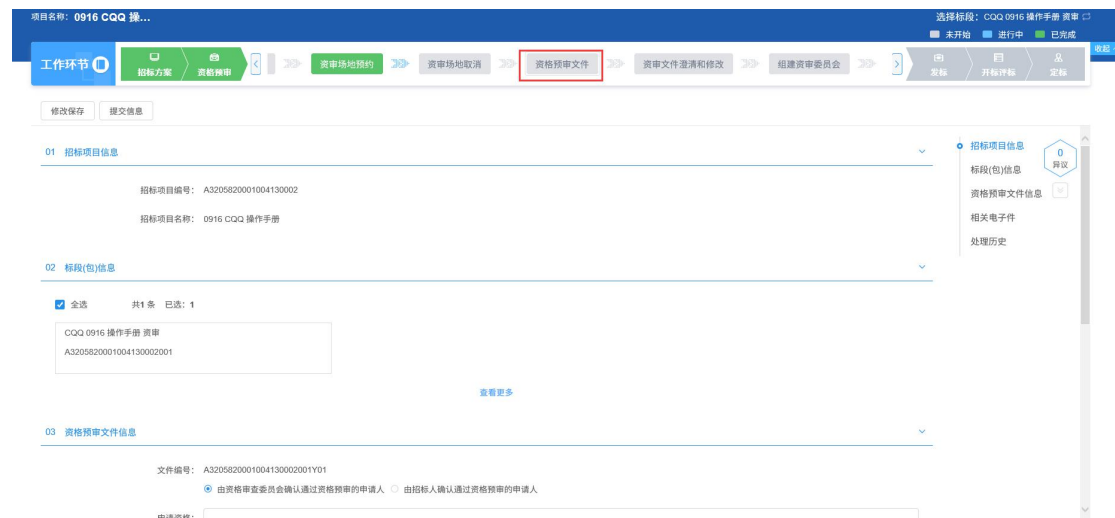 项目名称: 0916 CQQ 操...
选择标段: CQQ 0916 操作手册 资审
未开始 进行中 已完成
收起
工作环节
招标方案
资格预审
资审场地预约
资审场地取消
资格预审文件
资审文件澄清和修改
组建资审委员会
发标
开标评标
定标
修改保存
提交信息
01 招标项目信息
招标项目编号: A3205820001004130002
招标项目名称: 0916 CQQ 操作手册
02 标段(包)信息
全选 共1 条 已选: 1
CQQ 0916 操作手册 资审
A3205820001004130002001
查看更多
03 资格预审文件信息
文件编号: A3205820001004130002001Y01
由资格审查委员会确认通过资格预审的申请人 由招标人确认通过资格预审的申请人
申请资格:
招标项目信息
标段(包)信息
资格预审文件信息
相关电子件
处理历史
0
异议